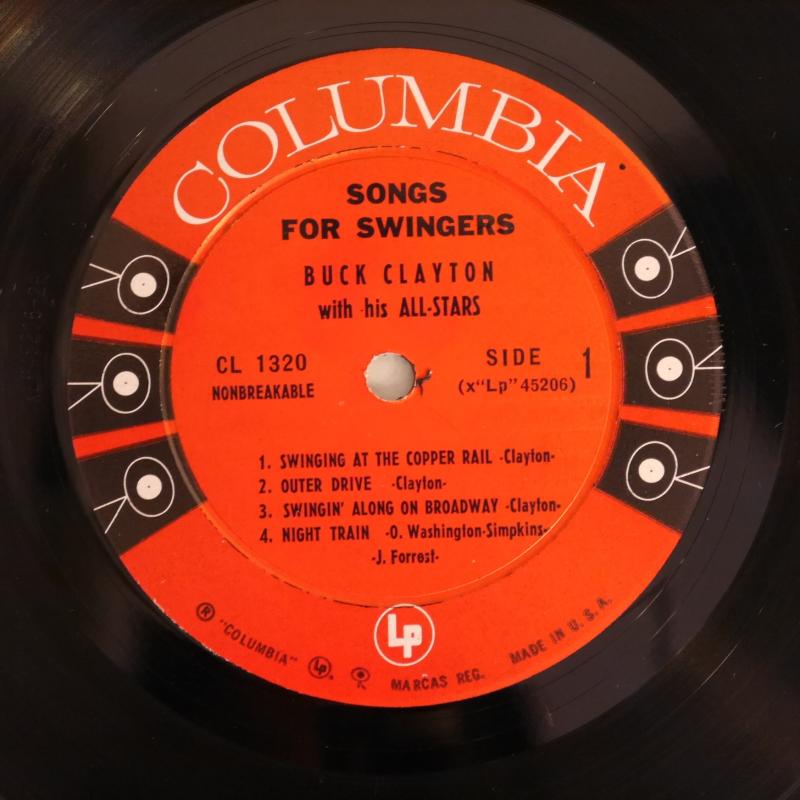 COLUMBIA
SONGS
FOR SWINGERS
BUCK CLAYTON
with his ALL-STARS
CL 1320
NONBREAKABLE
SIDE 1
(x"Lp" 45206)
1. SWINGING AT THE COPPER RAIL -Clayton-
2. OUTER DRIVE -Clayton-
3. SWINGIN' ALONG ON BROADWAY -Clayton-
4. NIGHT TRAIN -O. Washington-Simpkins-
-J. Forrest-
Lp
® "COLUMBIA" Lp. MARCAS REG. MADE IN U.S.A.